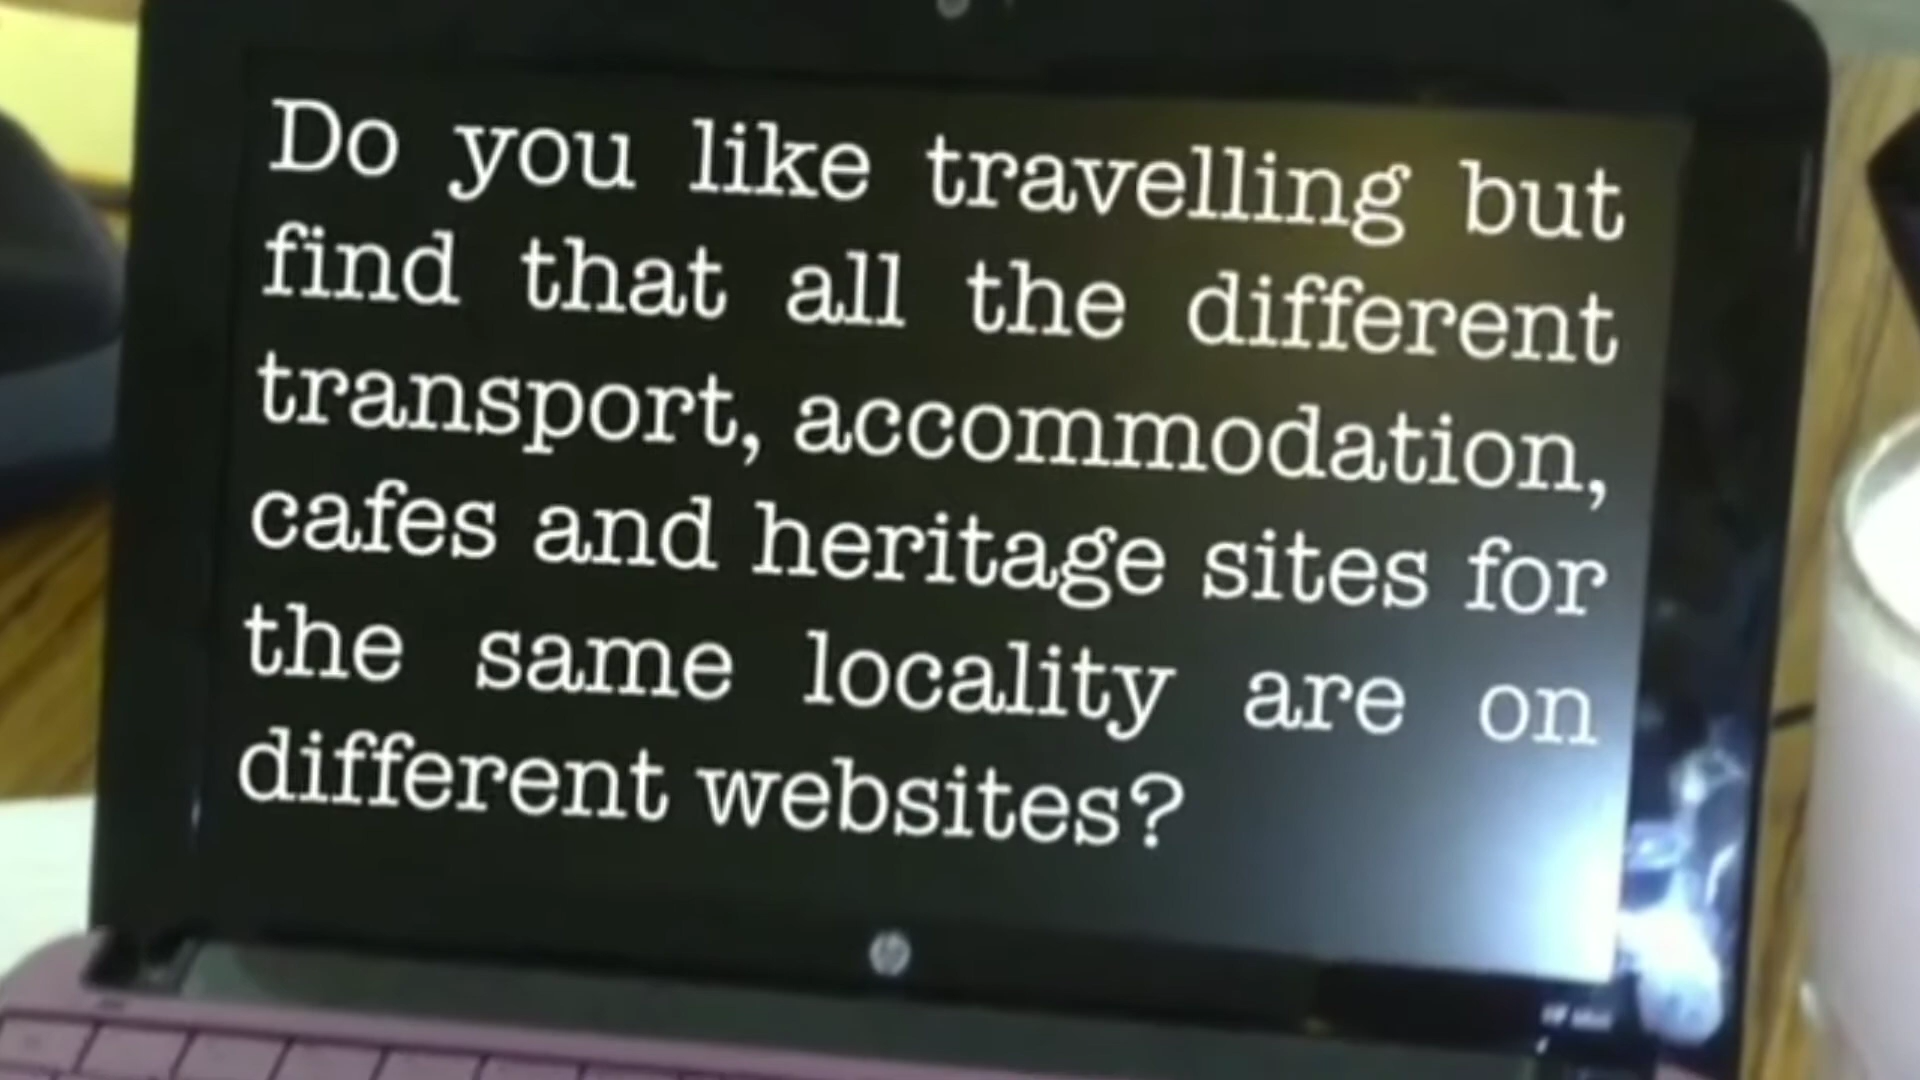 Do you like travelling but
find that all the different
transport, accommodation,
cafes and heritage sites for
the same locality are on
different websites?
hp